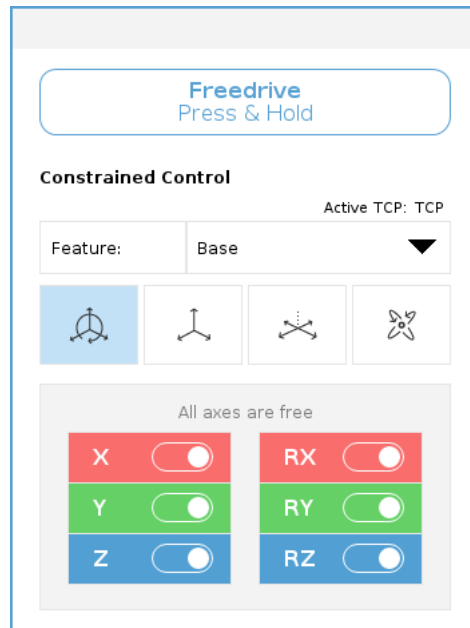 Freedrive
Press & Hold
Constrained Control
Active TCP: TCP
Feature: Base
All axes are free
X RX
Y RY
Z RZ